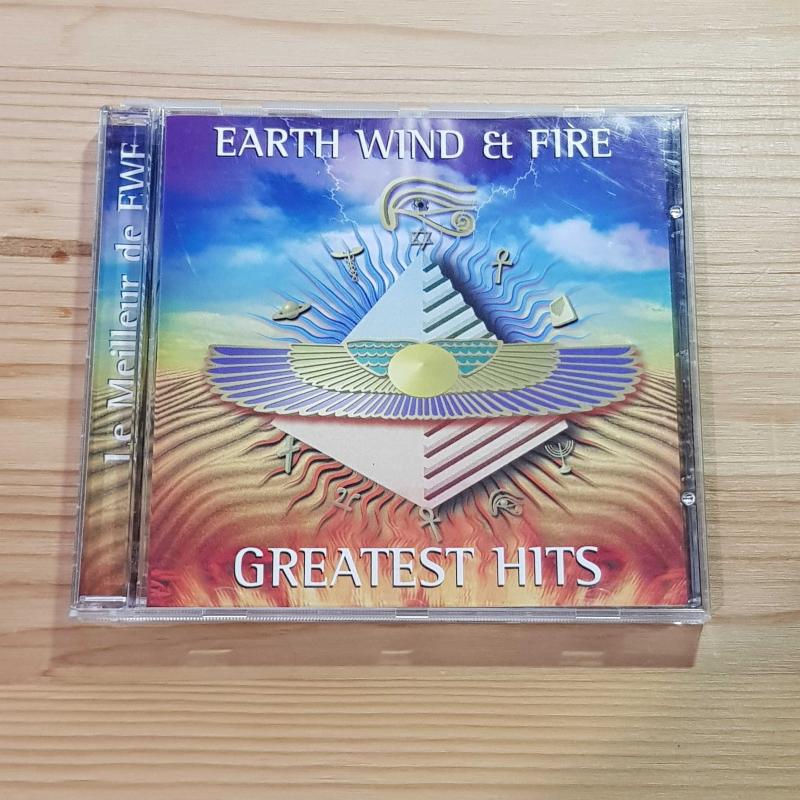 EARTH WIND & FIRE
Le Meilleur de EWF
GREATEST HITS